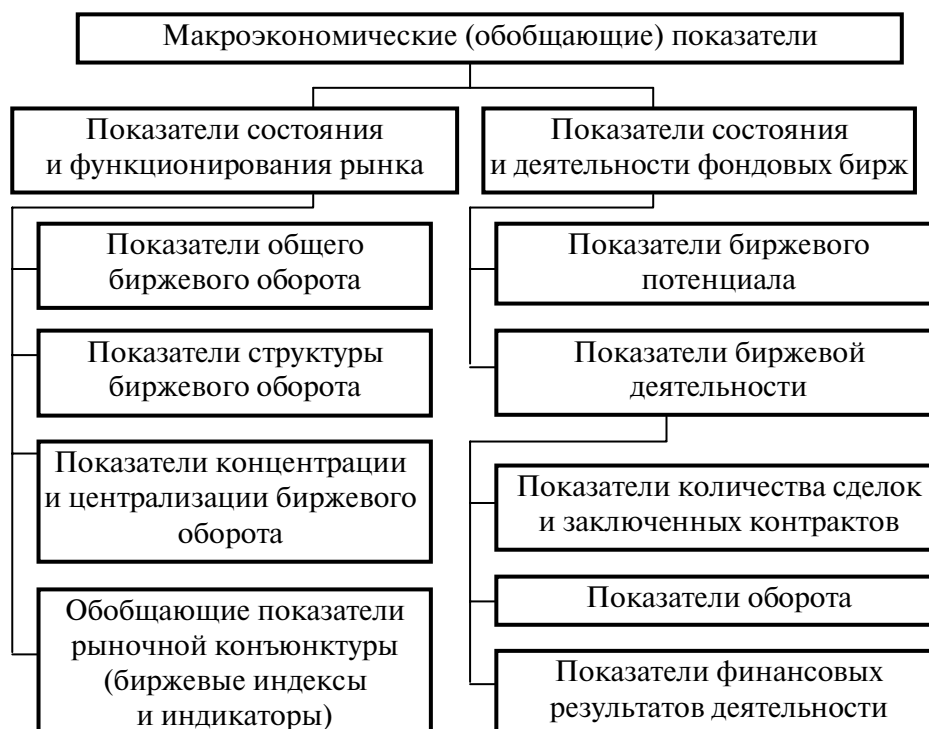 Макроэкономические (обобщающие) показатели
Показатели состояния
и функционирования рынка
Показатели общего
биржевого оборота
Показатели структуры
биржевого оборота
Показатели концентрации
и централизации биржевого
оборота
Обобщающие показатели
рыночной конъюнктуры
(биржевые индексы
и индикаторы)
Показатели состояния
и деятельности фондовых бирж
Показатели биржевого
потенциала
Показатели биржевой
деятельности
Показатели количества сделок
и заключенных контрактов
Показатели оборота
Показатели финансовых
результатов деятельности